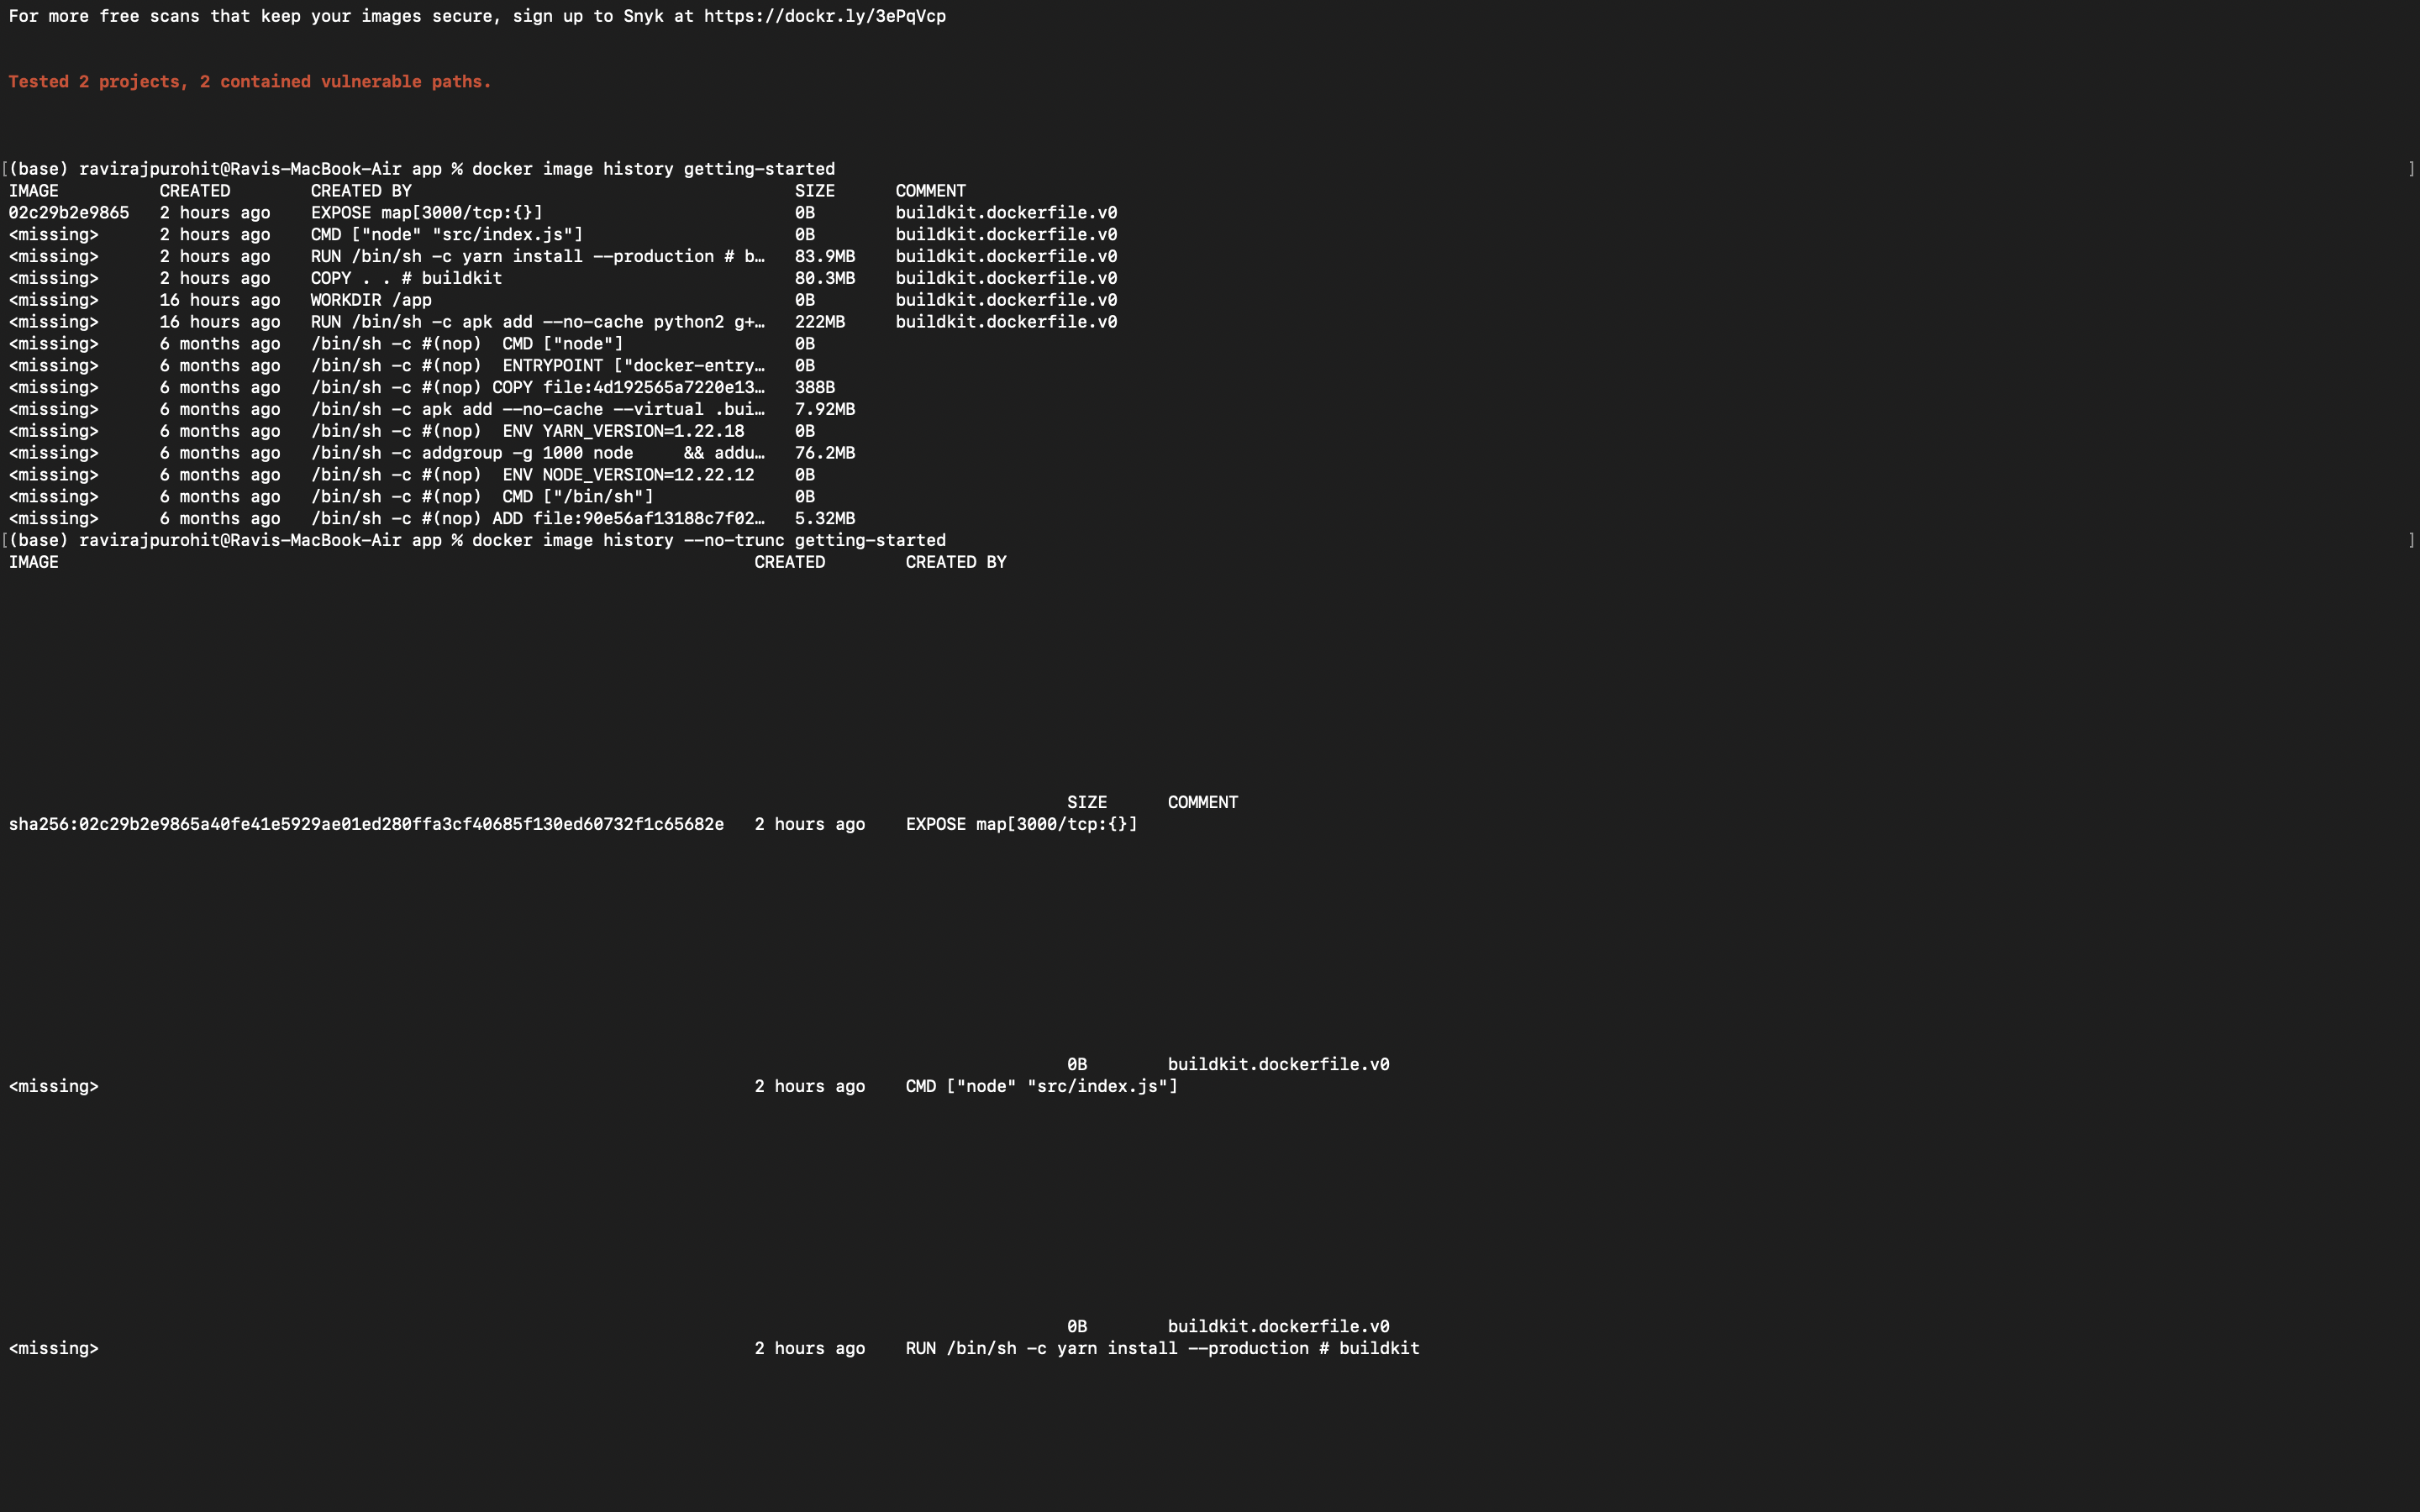 For more free scans that keep your images secure, sign up to Snyk at https://dockr.ly/3ePqVcp
Tested 2 projects, 2 contained vulnerable paths.
[(base) ravirajpurohit@Ravis-MacBook-Air app % docker image history getting-started ]
IMAGE          CREATED        CREATED BY                                      SIZE      COMMENT
02c29b2e9865   2 hours ago    EXPOSE map[3000/tcp:{}]                         0B        buildkit.dockerfile.v0
<missing>      2 hours ago    CMD ["node" "src/index.js"]                     0B        buildkit.dockerfile.v0
<missing>      2 hours ago    RUN /bin/sh -c yarn install --production # b…   83.9MB    buildkit.dockerfile.v0
<missing>      2 hours ago    COPY . . # buildkit                             80.3MB    buildkit.dockerfile.v0
<missing>      16 hours ago   WORKDIR /app                                    0B        buildkit.dockerfile.v0
<missing>      16 hours ago   RUN /bin/sh -c apk add --no-cache python2 g+…   222MB     buildkit.dockerfile.v0
<missing>      6 months ago   /bin/sh -c #(nop)  CMD ["node"]                 0B
<missing>      6 months ago   /bin/sh -c #(nop)  ENTRYPOINT ["docker-entry…   0B
<missing>      6 months ago   /bin/sh -c #(nop) COPY file:4d192565a7220e13…   388B
<missing>      6 months ago   /bin/sh -c apk add --no-cache --virtual .bui…   7.92MB
<missing>      6 months ago   /bin/sh -c #(nop)  ENV YARN_VERSION=1.22.18     0B
<missing>      6 months ago   /bin/sh -c addgroup -g 1000 node     && addu…   76.2MB
<missing>      6 months ago   /bin/sh -c #(nop)  ENV NODE_VERSION=12.22.12    0B
<missing>      6 months ago   /bin/sh -c #(nop)  CMD ["/bin/sh"]              0B
<missing>      6 months ago   /bin/sh -c #(nop) ADD file:90e56af13188c7f02…   5.32MB
[(base) ravirajpurohit@Ravis-MacBook-Air app % docker image history --no-trunc getting-started ]
IMAGE CREATED CREATED BY
SIZE COMMENT
sha256:02c29b2e9865a40fe41e5929ae01ed280ffa3cf40685f130ed60732f1c65682e   2 hours ago    EXPOSE map[3000/tcp:{}]
0B buildkit.dockerfile.v0
<missing> 2 hours ago CMD ["node" "src/index.js"]
0B buildkit.dockerfile.v0
<missing> 2 hours ago RUN /bin/sh -c yarn install --production # buildkit